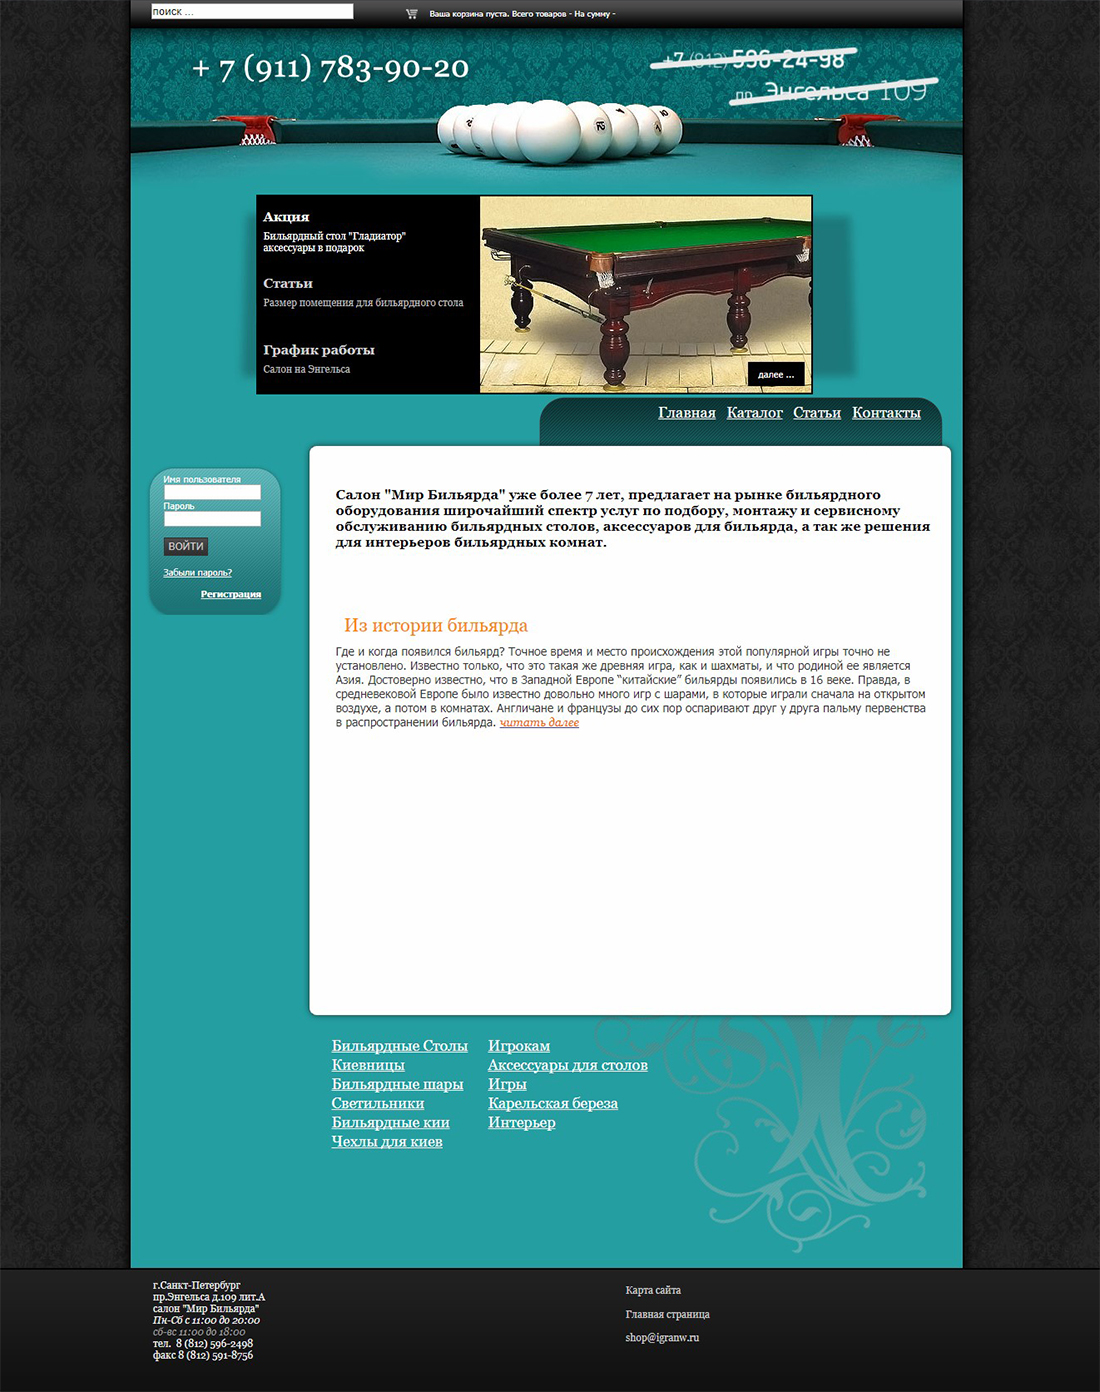 поиск ...
Ваша корзина пуста. Всего товаров - На сумму -
+ 7 (911) 783-90-20
+7 (812) 596-24-98
пр. Энгельса 109
Акция
Бильярдный стол "Гладиатор"
аксессуары в подарок
Статьи
Размер помещения для бильярдного стола
График работы
Салон на Энгельса
далее ...
Главная Каталог Статьи Контакты
Имя пользователя
Пароль
ВОЙТИ
Забыли пароль?
Регистрация
Салон "Мир Бильярда" уже более 7 лет, предлагает на рынке бильярдного
оборудования широчайший спектр услуг по подбору, монтажу и сервисному
обслуживанию бильярдных столов, аксессуаров для бильярда, а так же решения
для интерьеров бильярдных комнат.
Из истории бильярда
Где и когда появился бильярд? Точное время и место происхождения этой популярной игры точно не
установлено. Известно только, что это такая же древняя игра, как и шахматы, и что родиной ее является
Азия. Достоверно известно, что в Западной Европе “китайские” бильярды появились в 16 веке. Правда, в
средневековой Европе было известно довольно много игр с шарами, в которые играли сначала на открытом
воздухе, а потом в комнатах. Англичане и французы до сих пор оспаривают друг у друга пальму первенства
в распространении бильярда. читать далее
Бильярдные Столы
Киевницы
Бильярдные шары
Светильники
Бильярдные кии
Чехлы для киев
Игрокам
Аксессуары для столов
Игры
Карельская береза
Интерьер
г.Санкт-Петербург
пр.Энгельса д.109 лит.А
салон "Мир Бильярда"
Пн-Сб с 11:00 до 20:00
сб-вс 11:00 до 18:00
тел. 8 (812) 596-2498
факс 8 (812) 591-8756
Карта сайта
Главная страница
shop@igranw.ru